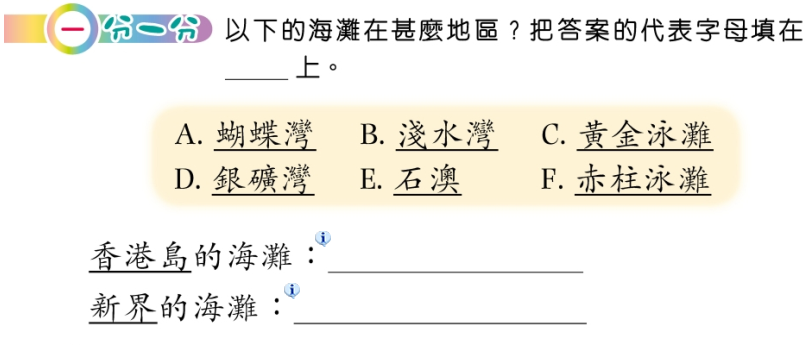 一 分一分 以下的海灘在甚麼地區？把答案的代表字母填在
____上。
A. 蝴蝶灣 B. 淺水灣 C. 黃金泳灘
D. 銀礦灣 E. 石澳 F. 赤柱泳灘
香港島的海灘：i
新界的海灘：i